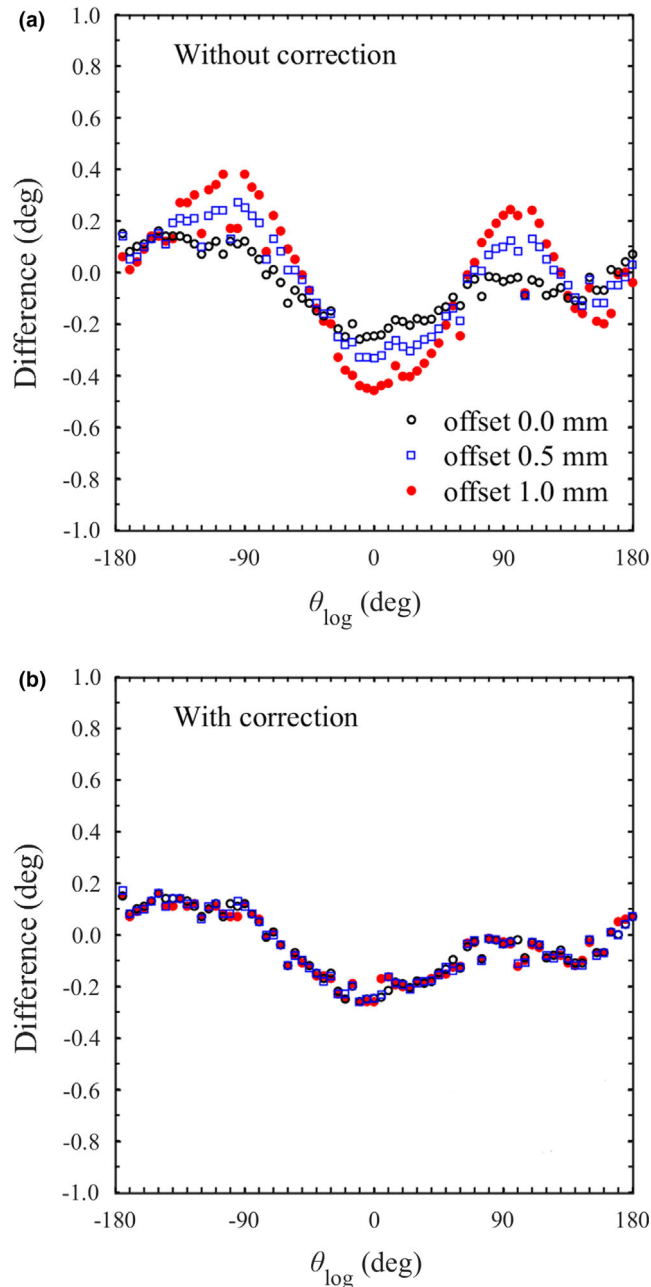 (a)
Without correction
1.0
0.8
0.6
0.4
0.2
0.0
-0.2
-0.4
-0.6
-0.8
-1.0
Difference (deg)
offset 0.0 mm
offset 0.5 mm
offset 1.0 mm
-180 -90 0 90 180
θlog (deg)
(b)
With correction
1.0
0.8
0.6
0.4
0.2
0.0
-0.2
-0.4
-0.6
-0.8
-1.0
Difference (deg)
-180 -90 0 90 180
θlog (deg)